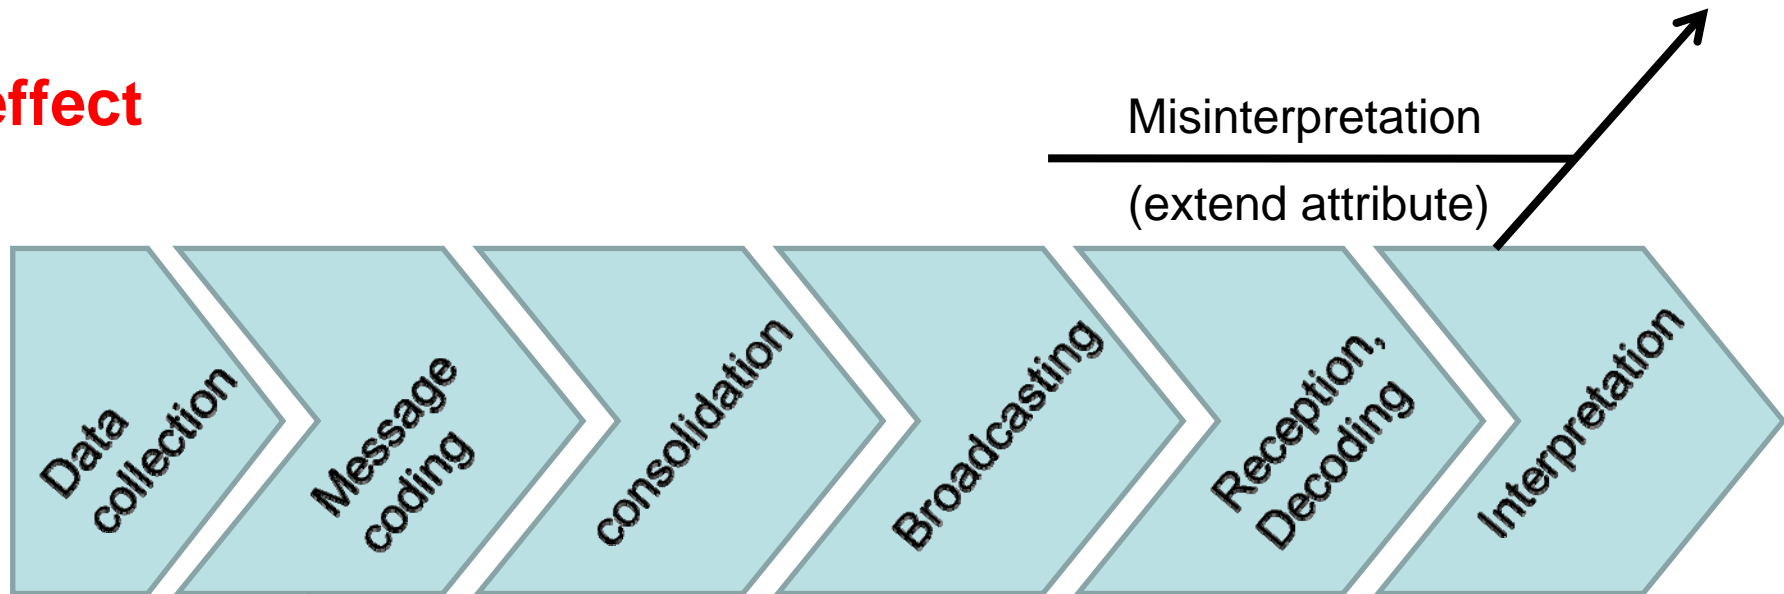 effect
Misinterpretation
(extend attribute)
Data
collection
Message
coding
consolidation
Broadcasting
Reception,
Decoding
Interpretation